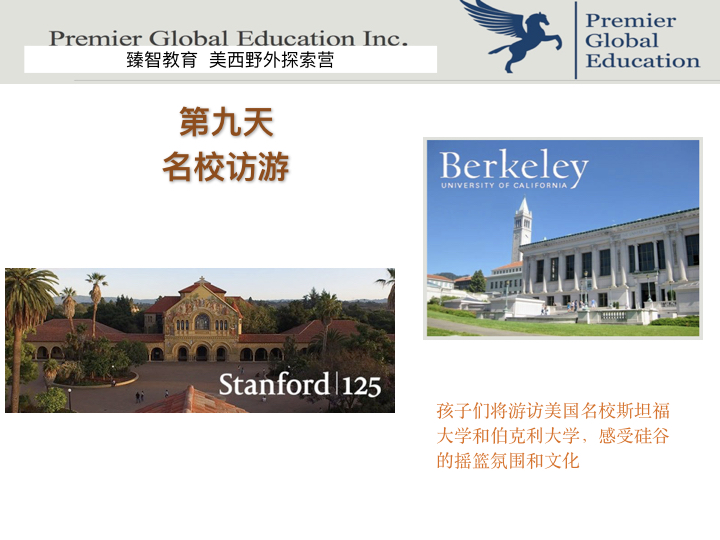 Premier Global Education Inc.
臻智教育 美西野外探索营
Premier
Global
Education
第九天
名校访游
Berkeley
UNIVERSITY OF CALIFORNIA
Stanford 125
孩子们将游访美国名校斯坦福
大学和伯克利大学，感受硅谷
的摇篮氛围和文化